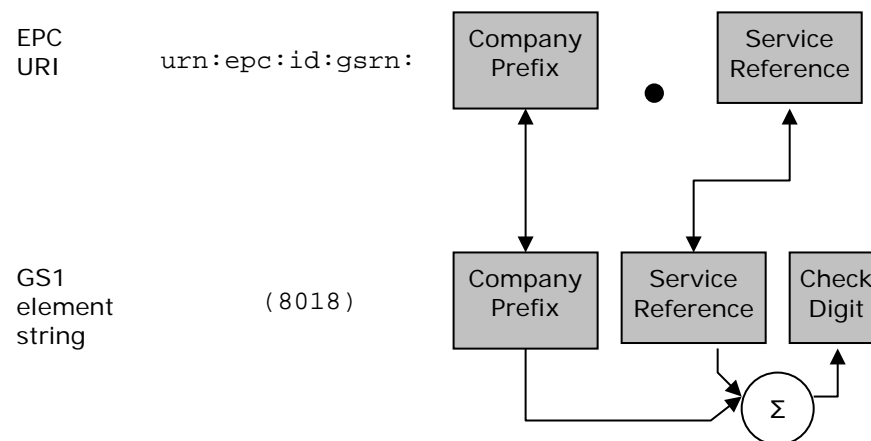 EPC
URI
urn:epc:id:gsrn:
Company
Prefix
Service
Reference
GS1
element
string
(8018)
Company
Prefix
Service
Reference
Check
Digit
Σ